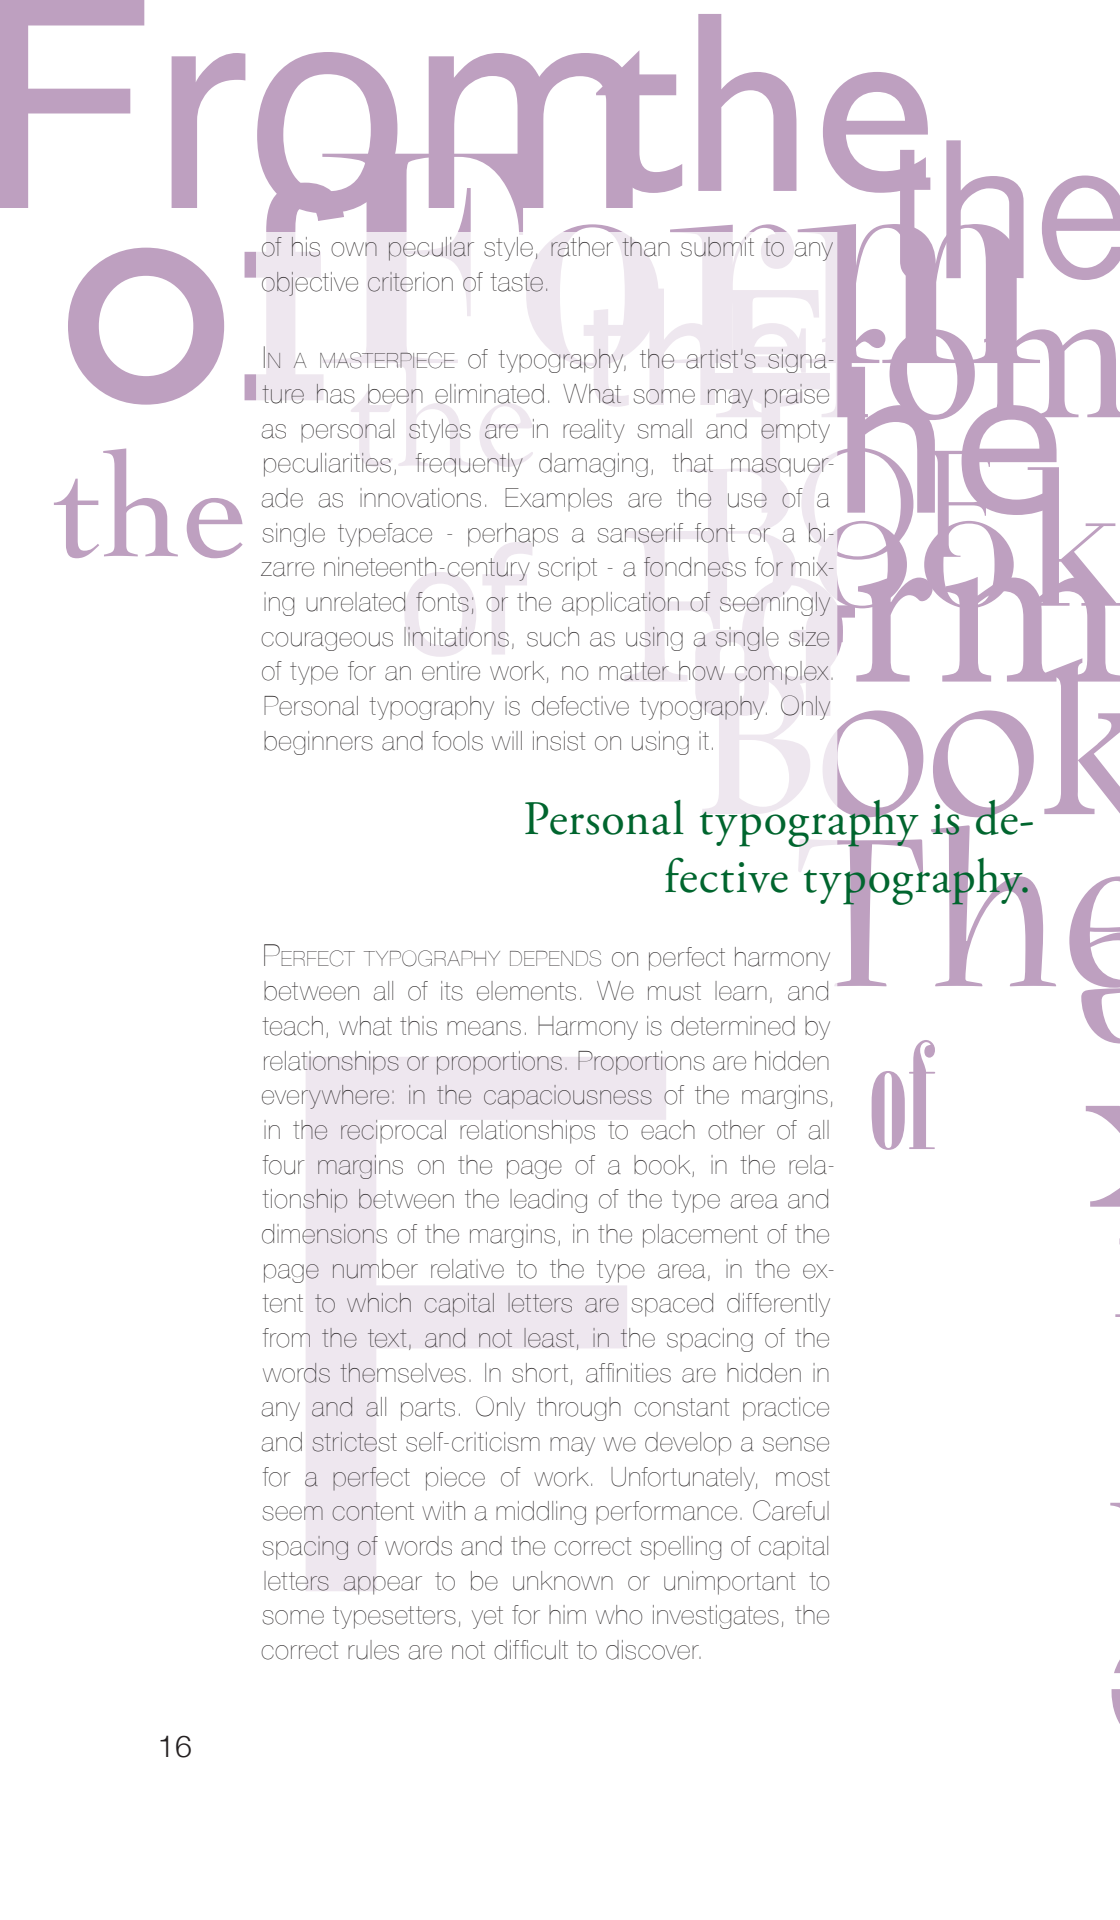 From the
of Form the
the From
the
the
the BOOK
of Form
Book
of his own peculiar style, rather than submit to any
objective criterion of taste.
IN A MASTERPIECE of typography, the artist's signa-
ture has been eliminated. What some may praise
as personal styles are in reality small and empty
peculiarities, frequently damaging, that masquer-
ade as innovations. Examples are the use of a
single typeface - perhaps a sanserif font or a bi-
zarre nineteenth-century script - a fondness for mix-
ing unrelated fonts; or the application of seemingly
courageous limitations, such as using a single size
of type for an entire work, no matter how complex.
Personal typography is defective typography. Only
beginners and fools will insist on using it.
Personal typography is de-
fective typography.
The
of
PERFECT TYPOGRAPHY DEPENDS on perfect harmony
between all of its elements. We must learn, and
teach, what this means. Harmony is determined by
relationships or proportions. Proportions are hidden
everywhere: in the capaciousness of the margins,
in the reciprocal relationships to each other of all
four margins on the page of a book, in the rela-
tionship between the leading of the type area and
dimensions of the margins, in the placement of the
page number relative to the type area, in the ex-
tent to which capital letters are spaced differently
from the text, and not least, in the spacing of the
words themselves. In short, affinities are hidden in
any and all parts. Only through constant practice
and strictest self-criticism may we develop a sense
for a perfect piece of work. Unfortunately, most
seem content with a middling performance. Careful
spacing of words and the correct spelling of capital
letters appear to be unknown or unimportant to
some typesetters, yet for him who investigates, the
correct rules are not difficult to discover.
F
16